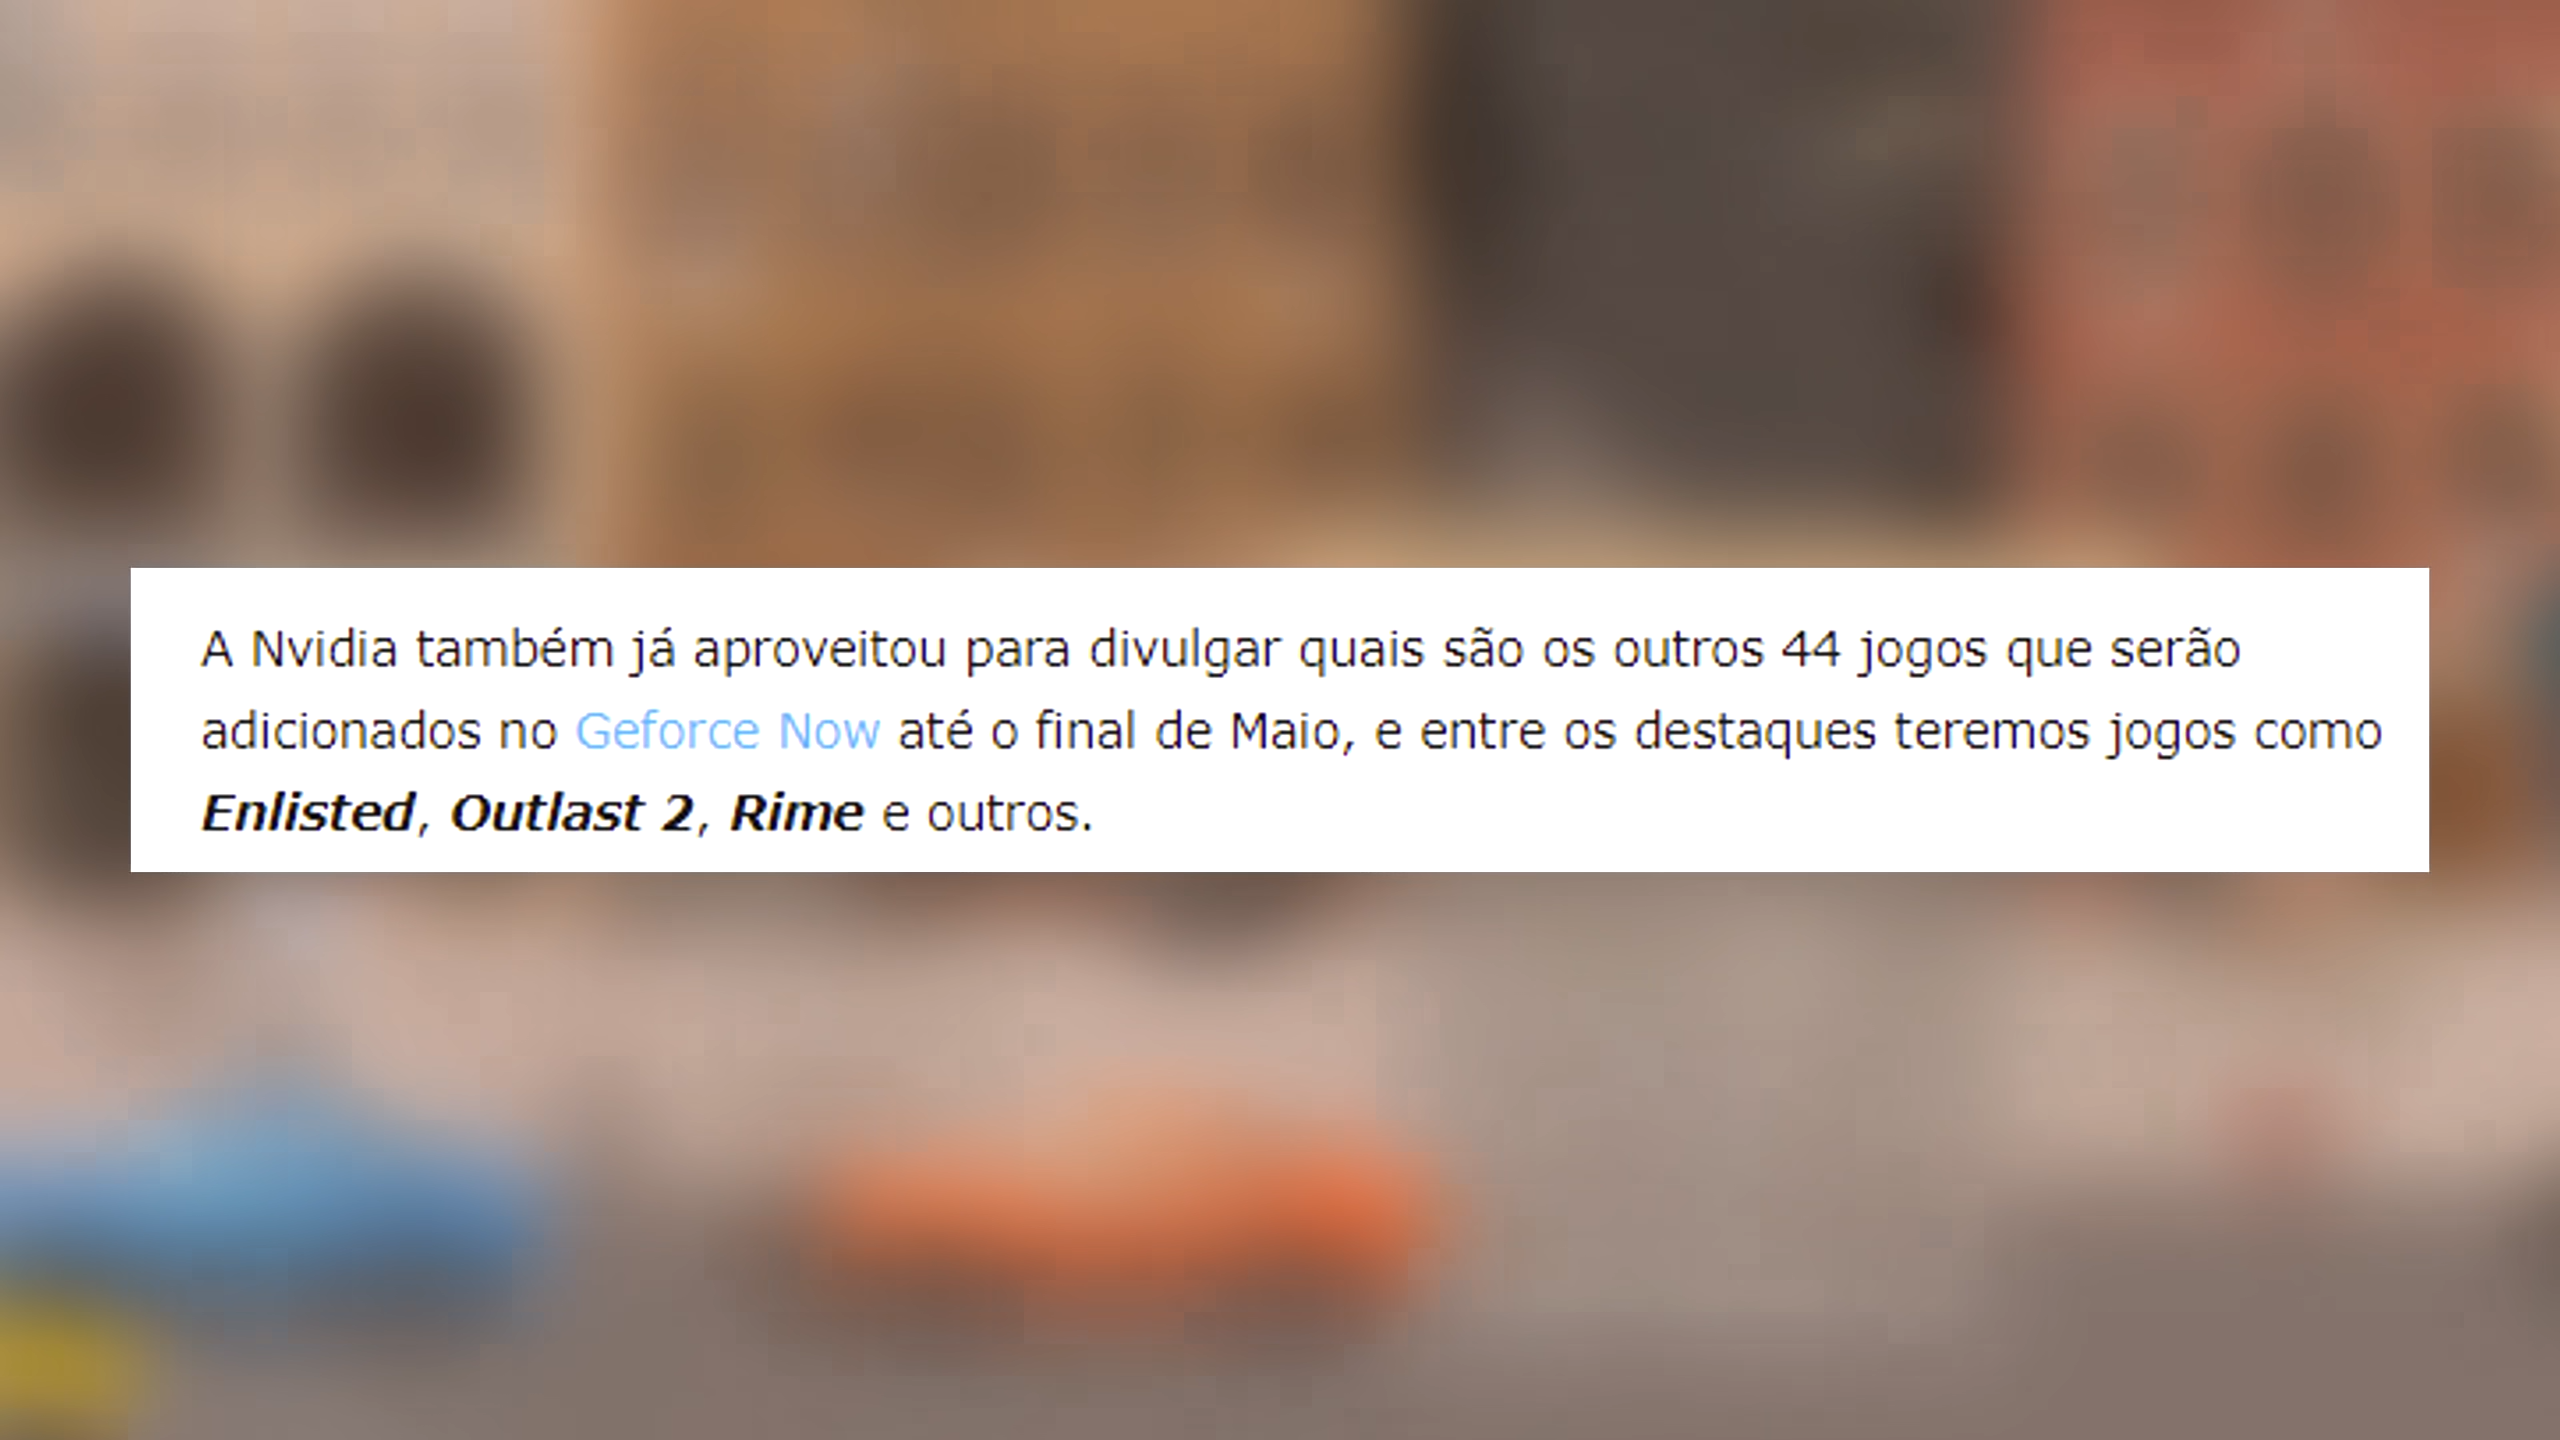 A Nvidia também já aproveitou para divulgar quais são os outros 44 jogos que serão
adicionados no Geforce Now até o final de Maio, e entre os destaques teremos jogos como
Enlisted, Outlast 2, Rime e outros.